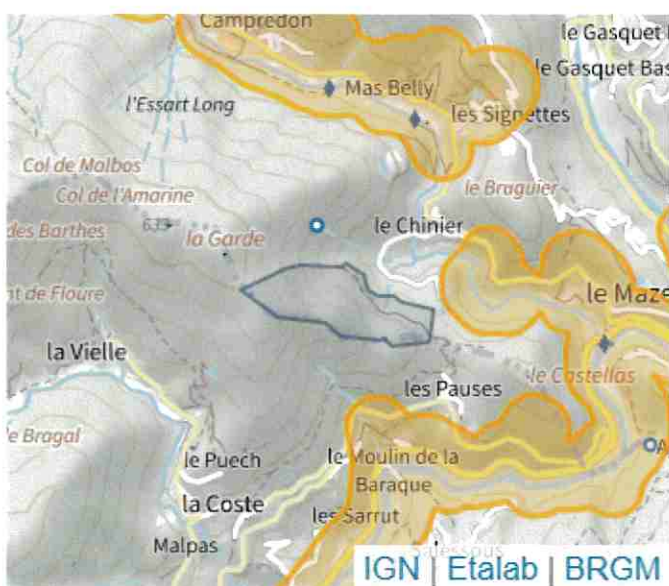 Campredon
le Gasquet
le Gasquet Bas
Mas Belly
l'Essart Long
les Signettes
Col de Malbos
le Braguier
Col de l'Amarine
des Barthes
639
la Garde
le Chinier
nt de Floure
le Maze
la Vielle
le Castellas
les Pauses
le Bragal
le Puech
le Moulin de la
Baraque
la Coste
les Sarrut
Malpas
IGN | Etalab | BRGM